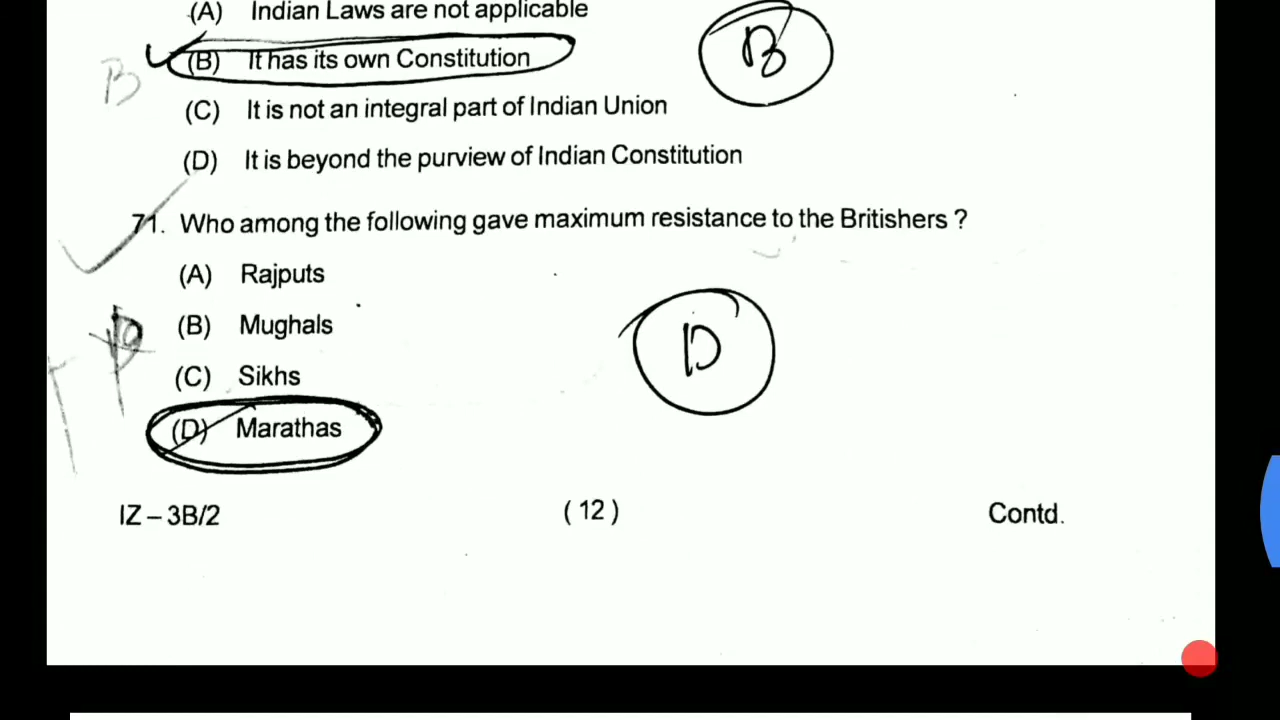 (A) Indian Laws are not applicable
B (B) It has its own Constitution B
(C) It is not an integral part of Indian Union
(D) It is beyond the purview of Indian Constitution
71. Who among the following gave maximum resistance to the Britishers ?
(A) Rajputs
(B) Mughals
(C) Sikhs
D
(D) Marathas
IZ – 3B/2 ( 12 ) Contd.